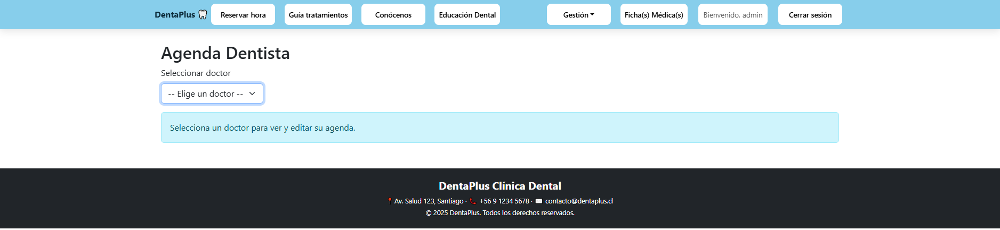 DentaPlus Reservar hora Guía tratamientos Conócenos Educación Dental Gestión Ficha(s) Médica(s) Bienvenido, admin Cerrar sesión
Agenda Dentista
Seleccionar doctor
-- Elige un doctor --
Selecciona un doctor para ver y editar su agenda.
DentaPlus Clínica Dental
Av. Salud 123, Santiago · +56 9 1234 5678 · contacto@dentaplus.cl
© 2025 DentaPlus. Todos los derechos reservados.